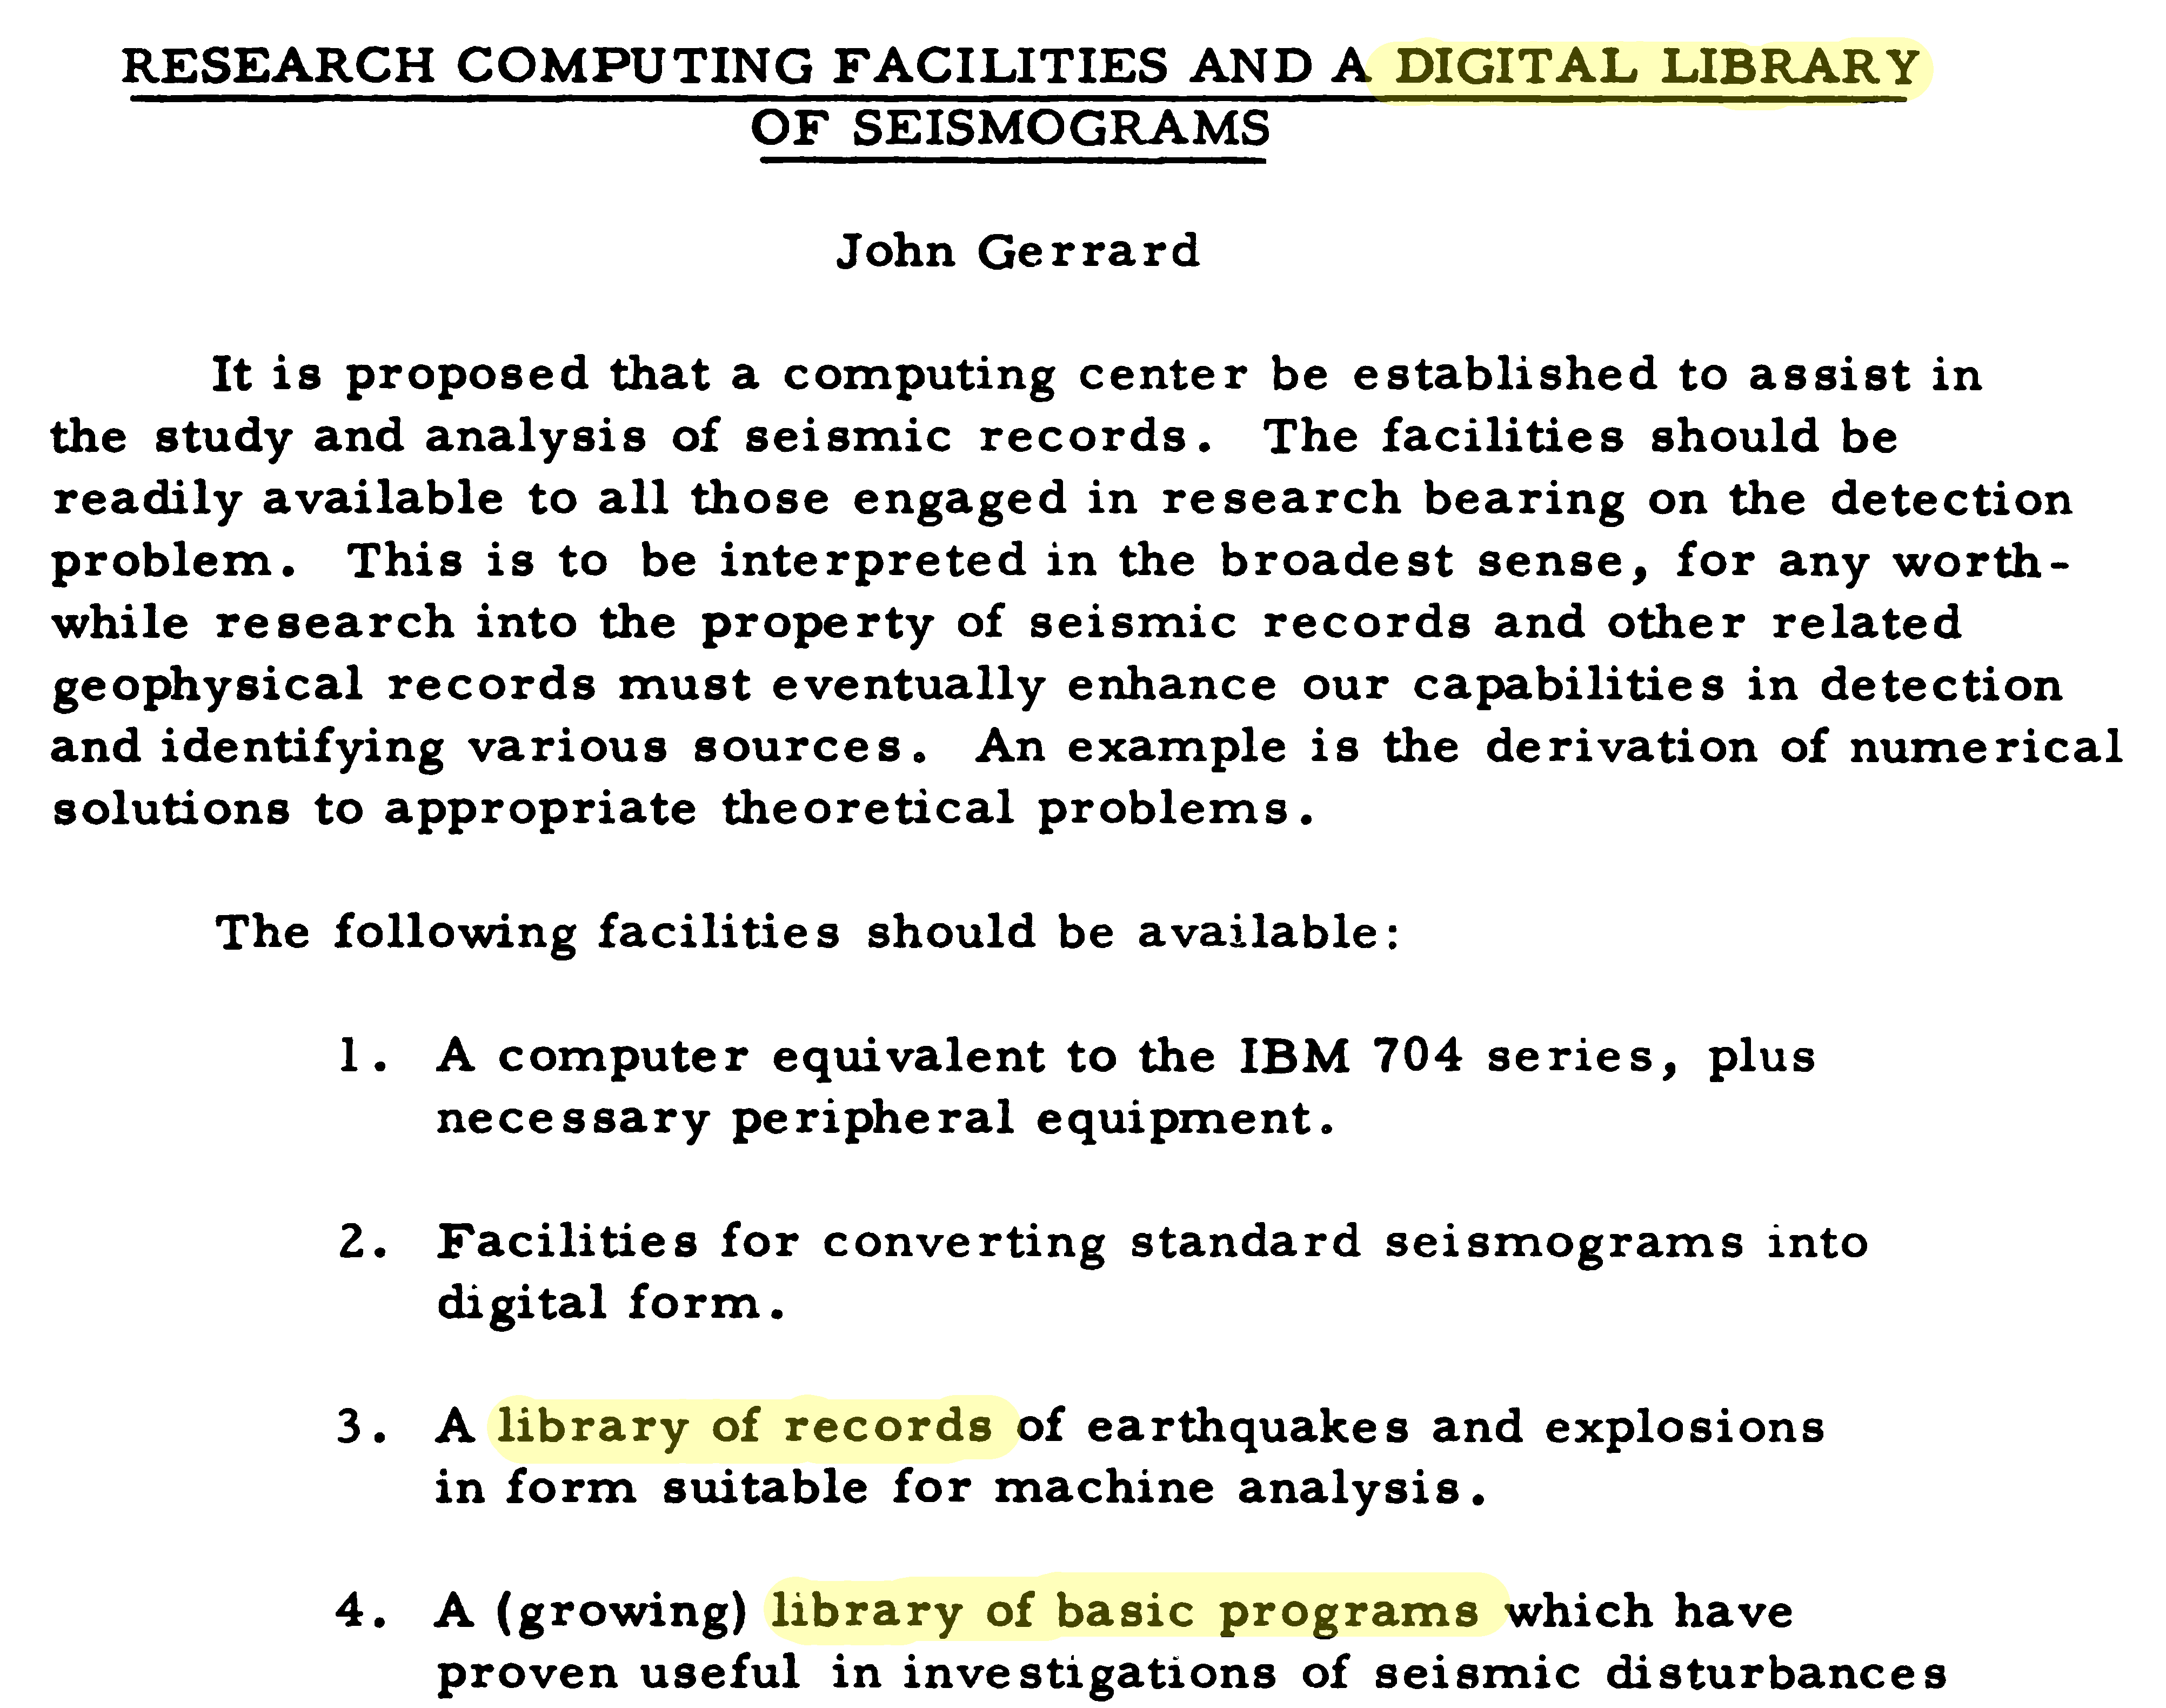 RESEARCH COMPUTING FACILITIES AND A DIGITAL LIBRARY
OF SEISMOGRAMS
John Gerrard
It is proposed that a computing center be established to assist in
the study and analysis of seismic records. The facilities should be
readily available to all those engaged in research bearing on the detection
problem. This is to be interpreted in the broadest sense, for any worth-
while research into the property of seismic records and other related
geophysical records must eventually enhance our capabilities in detection
and identifying various sources. An example is the derivation of numerical
solutions to appropriate theoretical problems.
The following facilities should be available:
1. A computer equivalent to the IBM 704 series, plus
necessary peripheral equipment.
2. Facilities for converting standard seismograms into
digital form.
3. A library of records of earthquakes and explosions
in form suitable for machine analysis.
4. A (growing) library of basic programs which have
proven useful in investigations of seismic disturbances